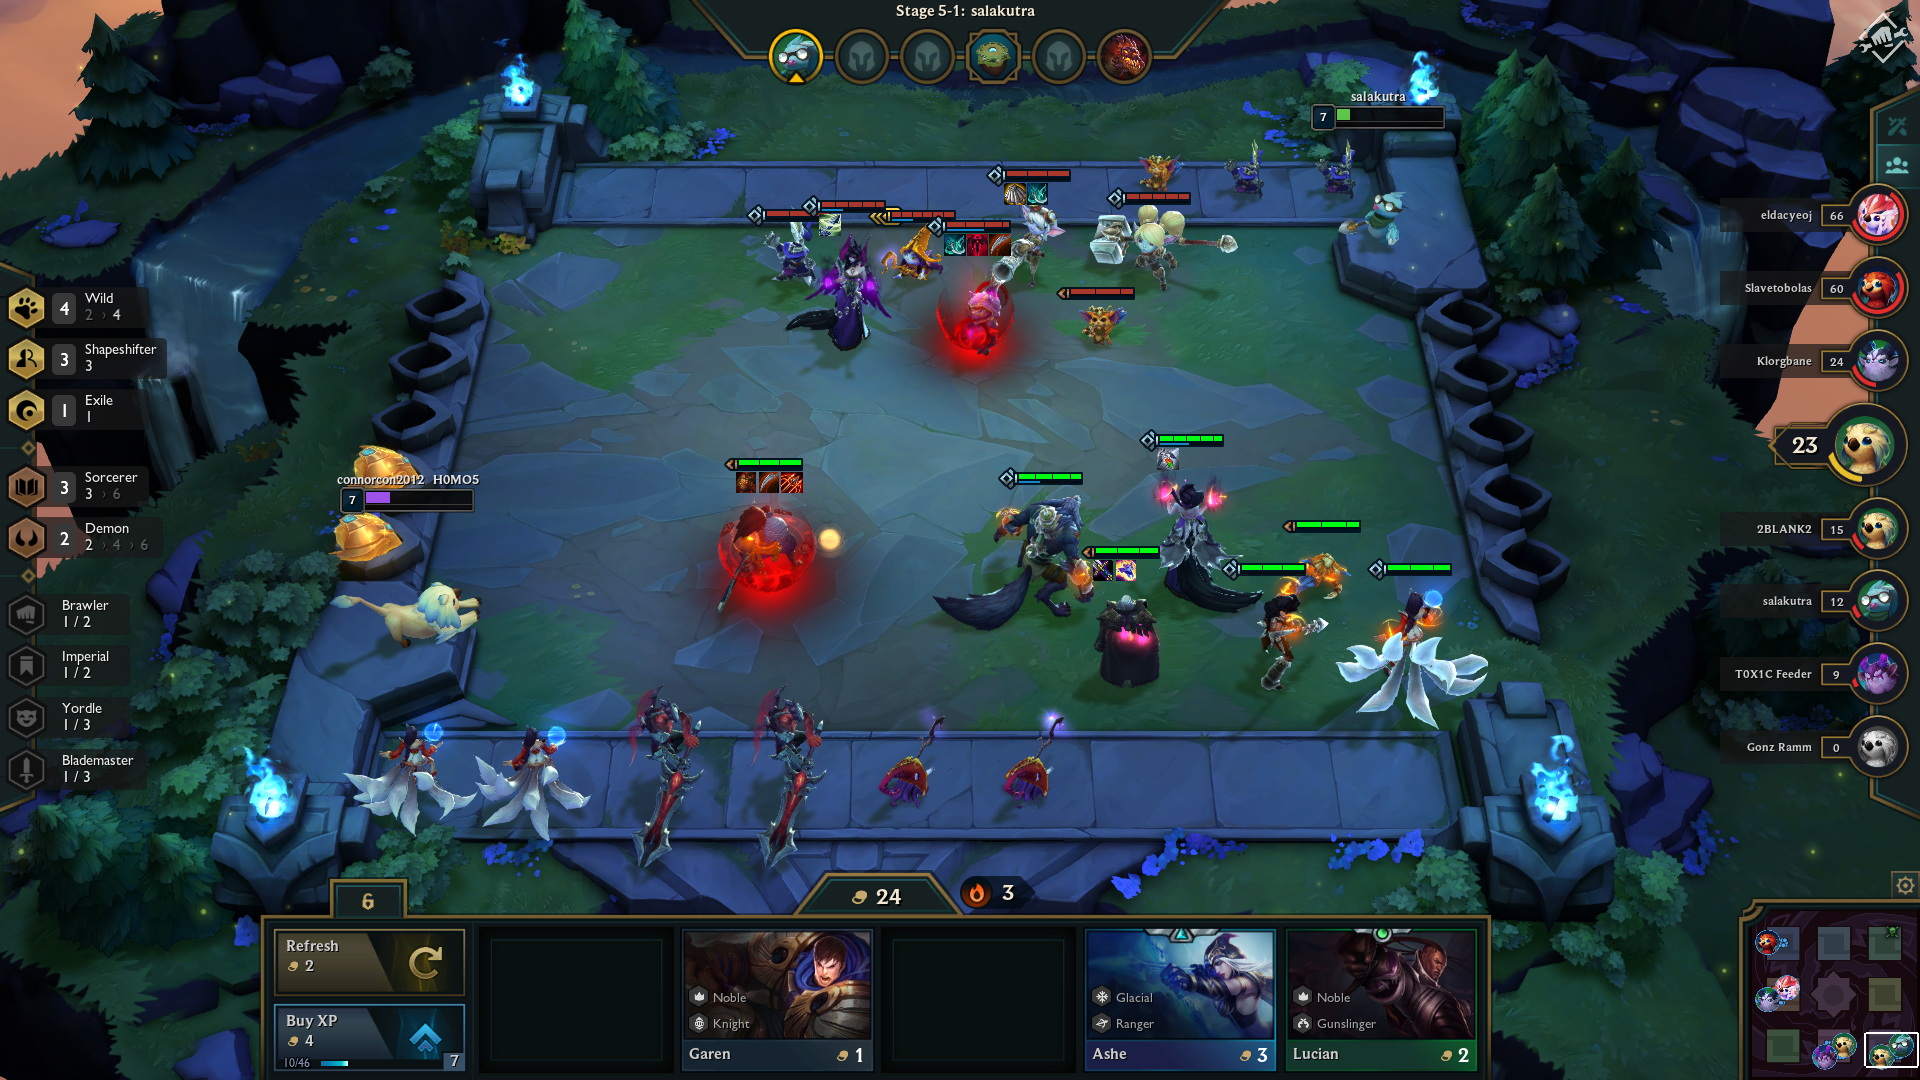 Stage 5-1: salakutra
salakutra
7
eldacyeoj 66
Slavetobolas 60
Klorgbane 24
23
2BLANK2 15
salakutra 12
T0X1C Feeder 9
Gonz Ramm 0
4 Wild
2 › 4
3 Shapeshifter
3
1 Exile
1
3 Sorcerer
3 › 6
2 Demon
2 › 4 › 6
Brawler
1 / 2
Imperial
1 / 2
Yordle
1 / 3
Blademaster
1 / 3
connorcon2012 H0MO5
7
6
24
3
Refresh
2
Buy XP
4
10/46
7
Noble
Knight
Garen 1
Glacial
Ranger
Ashe 3
Noble
Gunslinger
Lucian 2